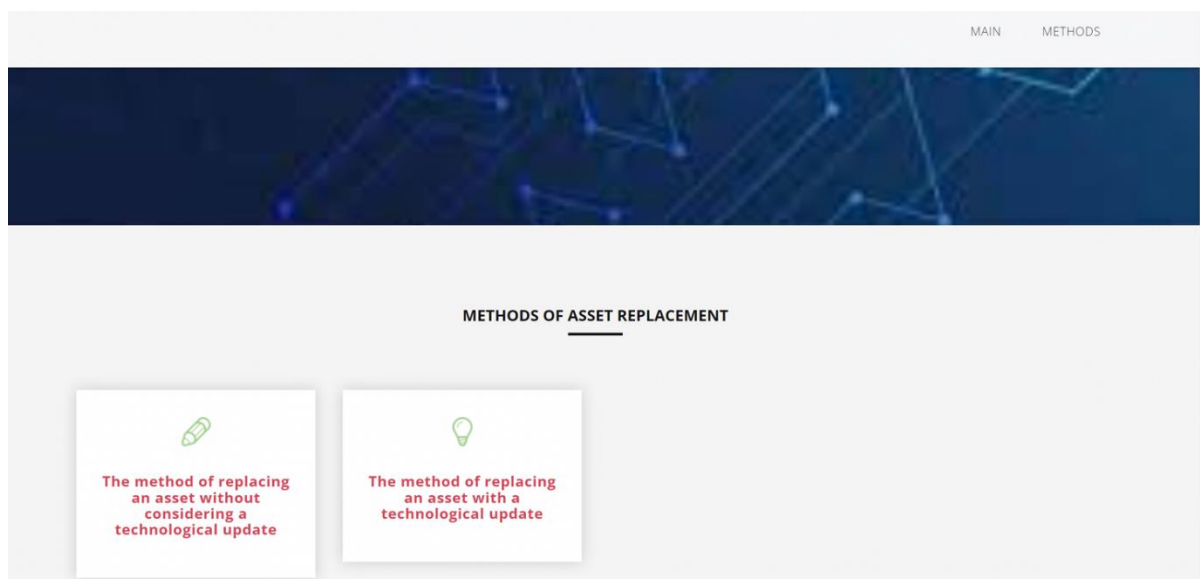 MAIN METHODS
METHODS OF ASSET REPLACEMENT
The method of replacing
an asset without
considering a
technological update
The method of replacing
an asset with a
technological update